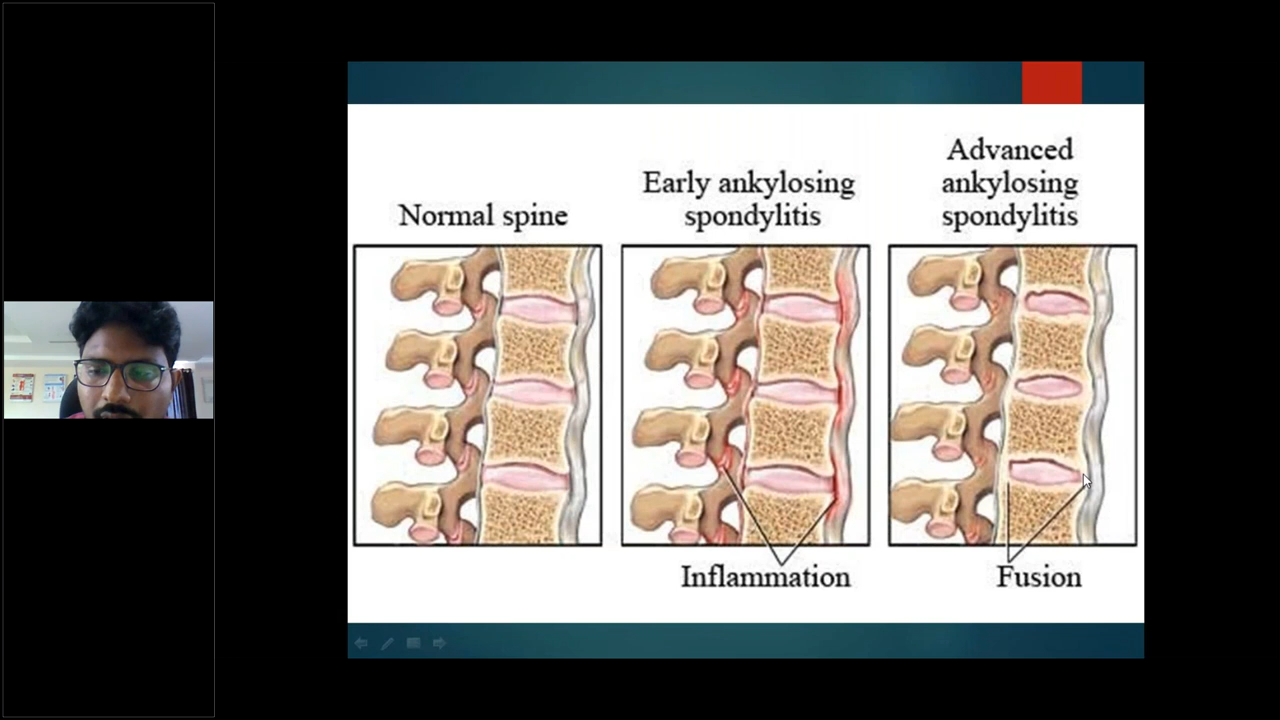 Normal spine
Early ankylosing
spondylitis
Advanced
ankylosing
spondylitis
Inflammation
Fusion